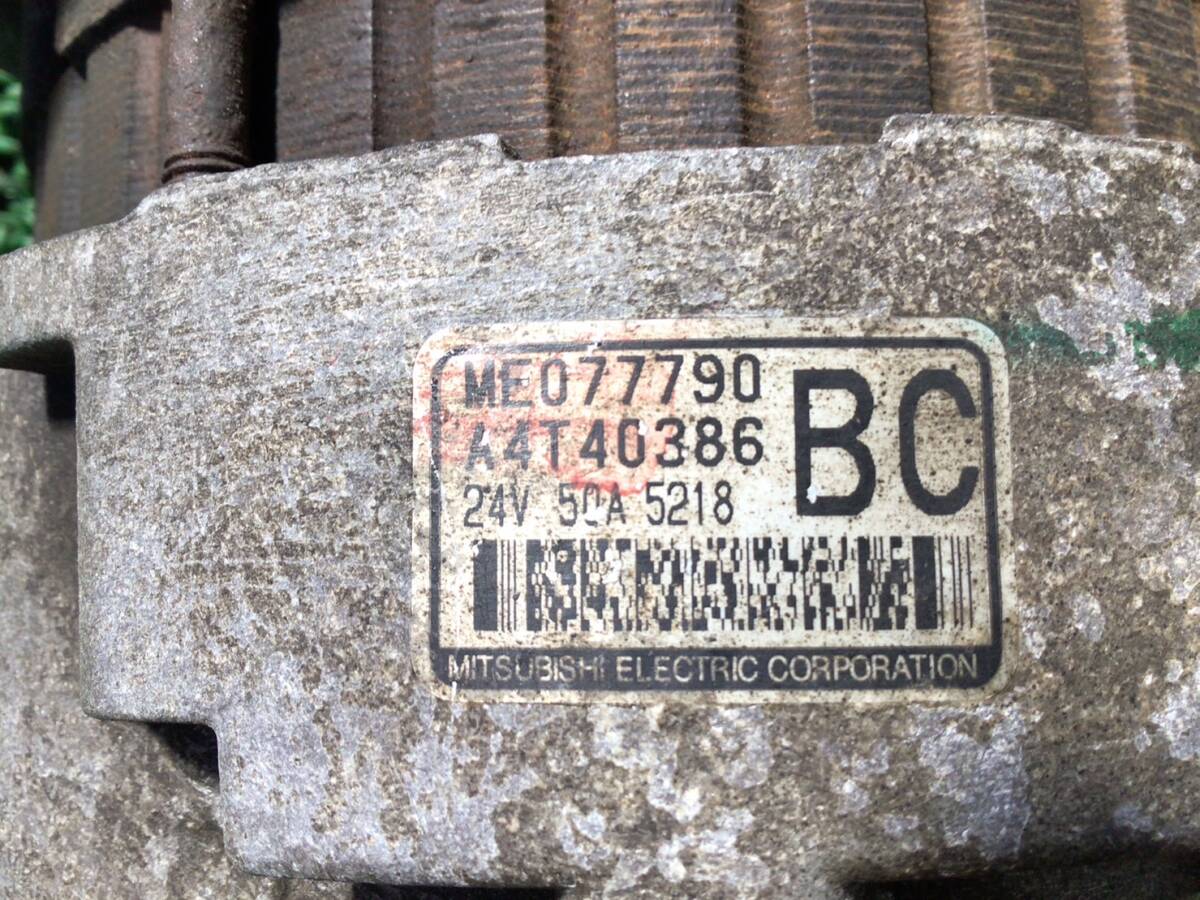 ME077790
A4T40386
BC
24V 50A 5218
MITSUBISHI ELECTRIC CORPORATION